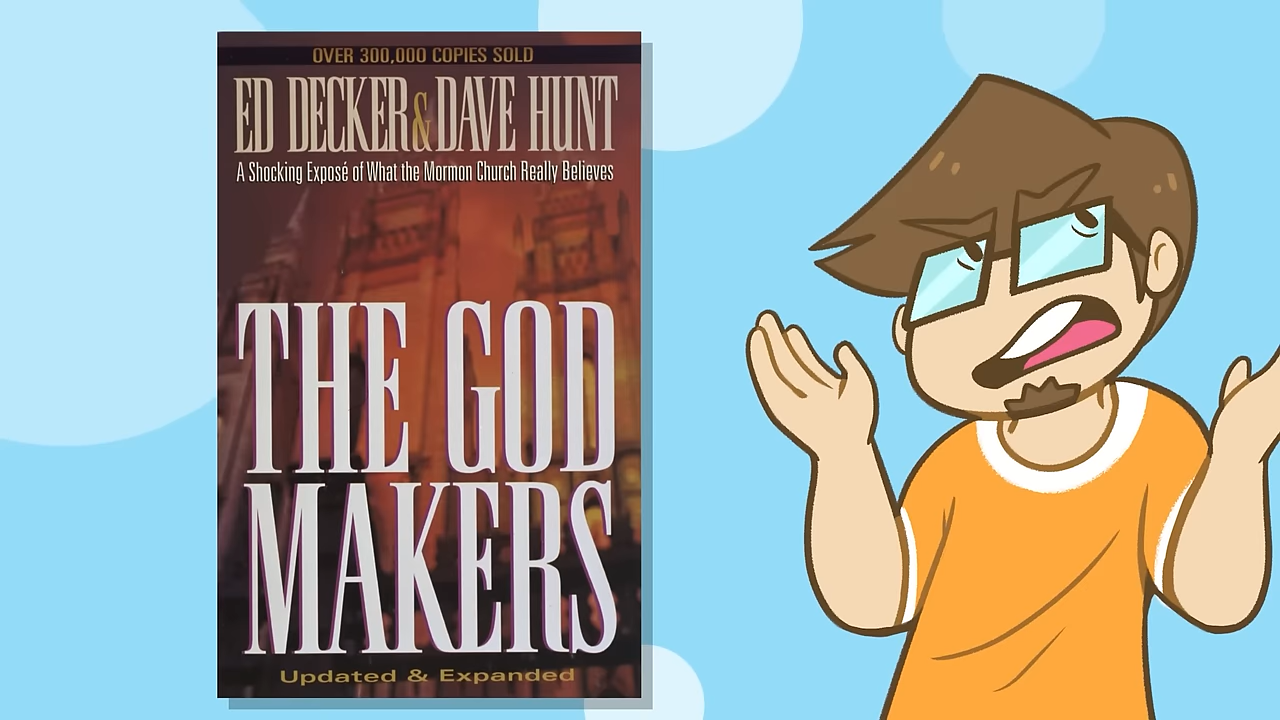 OVER 300,000 COPIES SOLD
ED DECKER & DAVE HUNT
A Shocking Exposé of What the Mormon Church Really Believes
THE GOD
MAKERS
Updated & Expanded